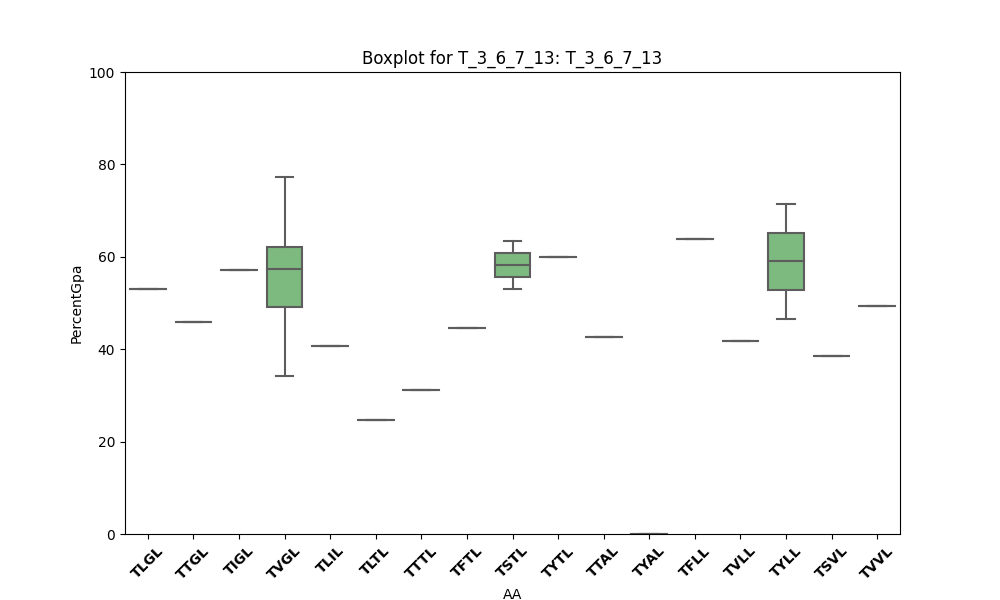 Boxplot for T_3_6_7_13: T_3_6_7_13
100
80
60
40
20
0
PercentGpa
TLGL TTGL TIGL TVGL TLIL TLTL TTTL TFTL TSTL TYTL TTAL TYAL TFLL TVLL TYLL TSVL TVVL
AA